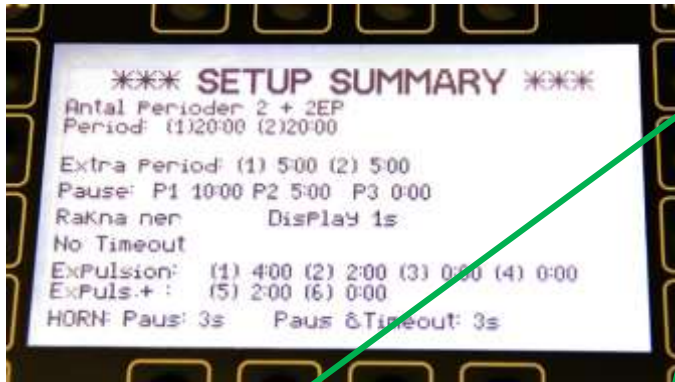 *** SETUP SUMMARY ***
Antal Perioder 2 + 2EP
Period: (1)20:00 (2)20:00
Extra Period: (1) 5:00 (2) 5:00
Pause: P1 10:00 P2 5:00 P3 0:00
Rakna ner Display 1s
No Timeout
Expulsion: (1) 4:00 (2) 2:00 (3) 0:00 (4) 0:00
Expuls.+ : (5) 2:00 (6) 0:00
HORN: Paus: 3s Paus &Timeout: 3s